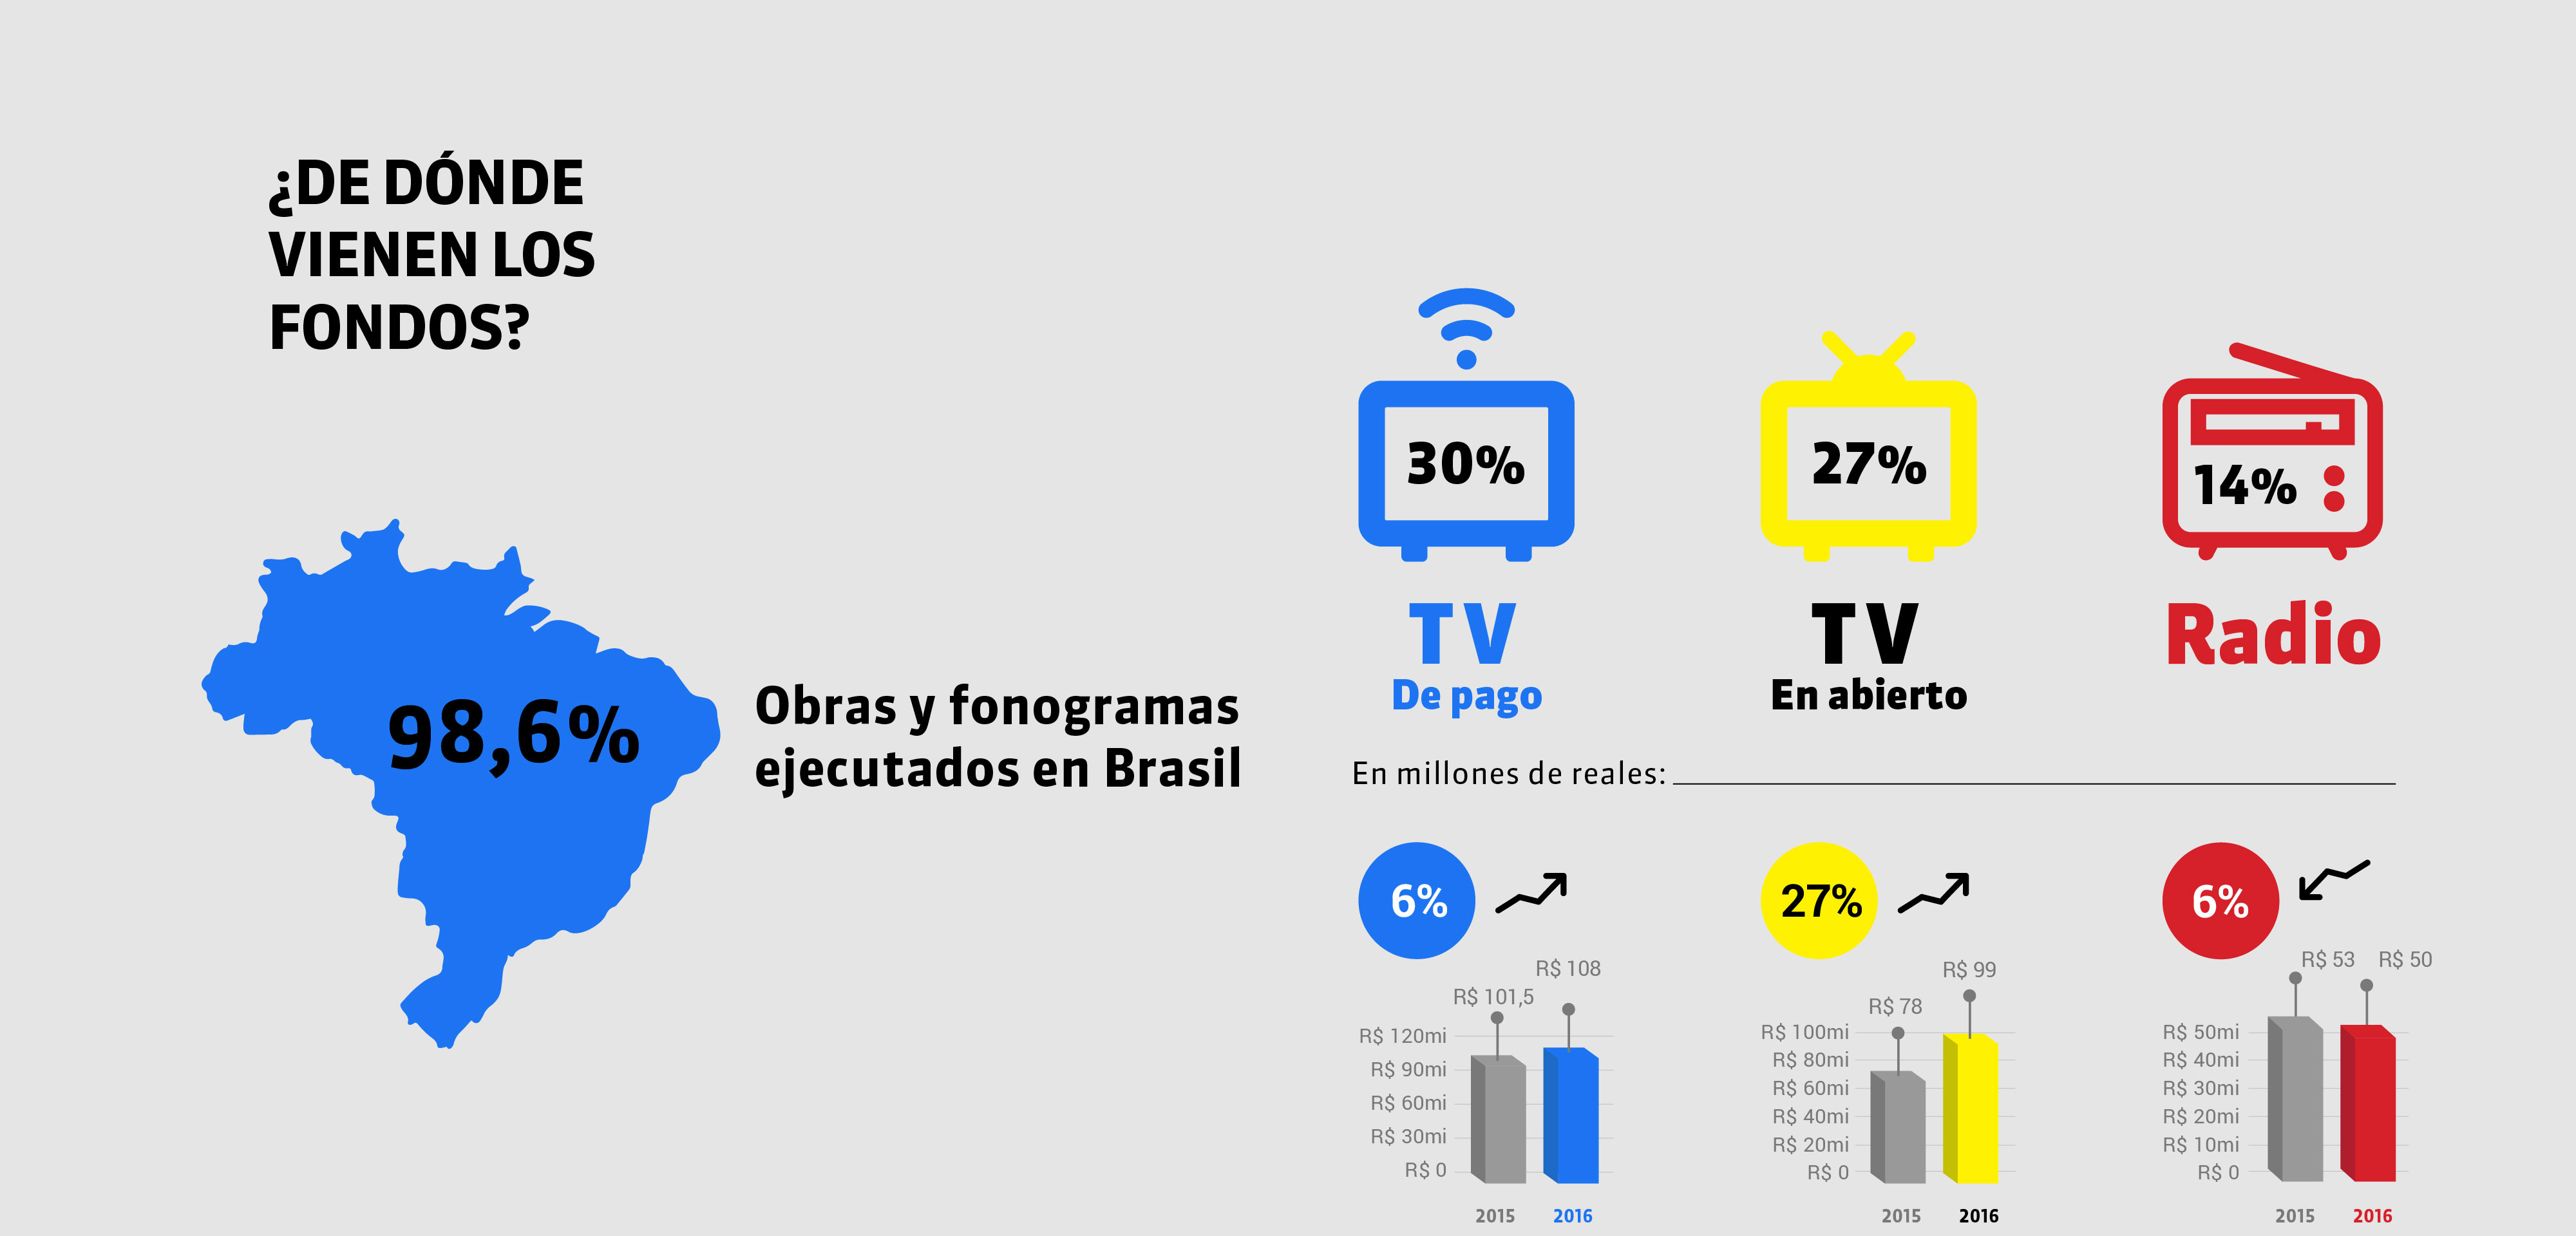 ¿DE DÓNDE
VIENEN LOS
FONDOS?
98,6%
Obras y fonogramas
ejecutados en Brasil
30%
TV
De pago
27%
TV
En abierto
14%
Radio
En millones de reales:
6%
R$ 101,5
R$ 108
R$ 120mi
R$ 90mi
R$ 60mi
R$ 30mi
R$ 0
2015
2016
27%
R$ 78
R$ 99
R$ 100mi
R$ 80mi
R$ 60mi
R$ 40mi
R$ 20mi
R$ 0
2015
2016
6%
R$ 53
R$ 50
R$ 50mi
R$ 40mi
R$ 30mi
R$ 20mi
R$ 10mi
R$ 0
2015
2016